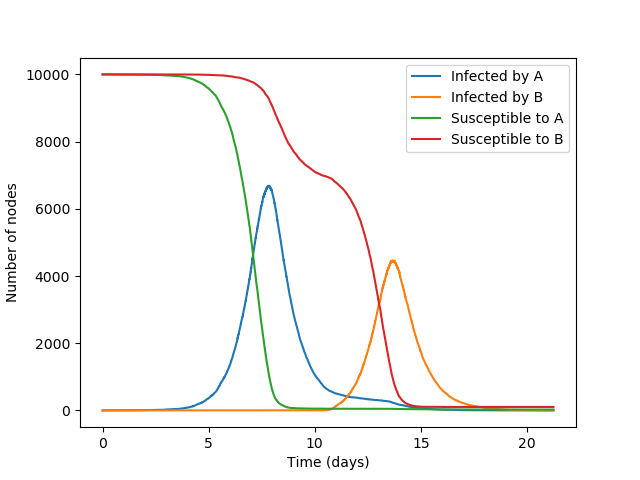 10000
8000
6000
4000
2000
0
Number of nodes
Infected by A
Infected by B
Susceptible to A
Susceptible to B
0 5 10 15 20
Time (days)